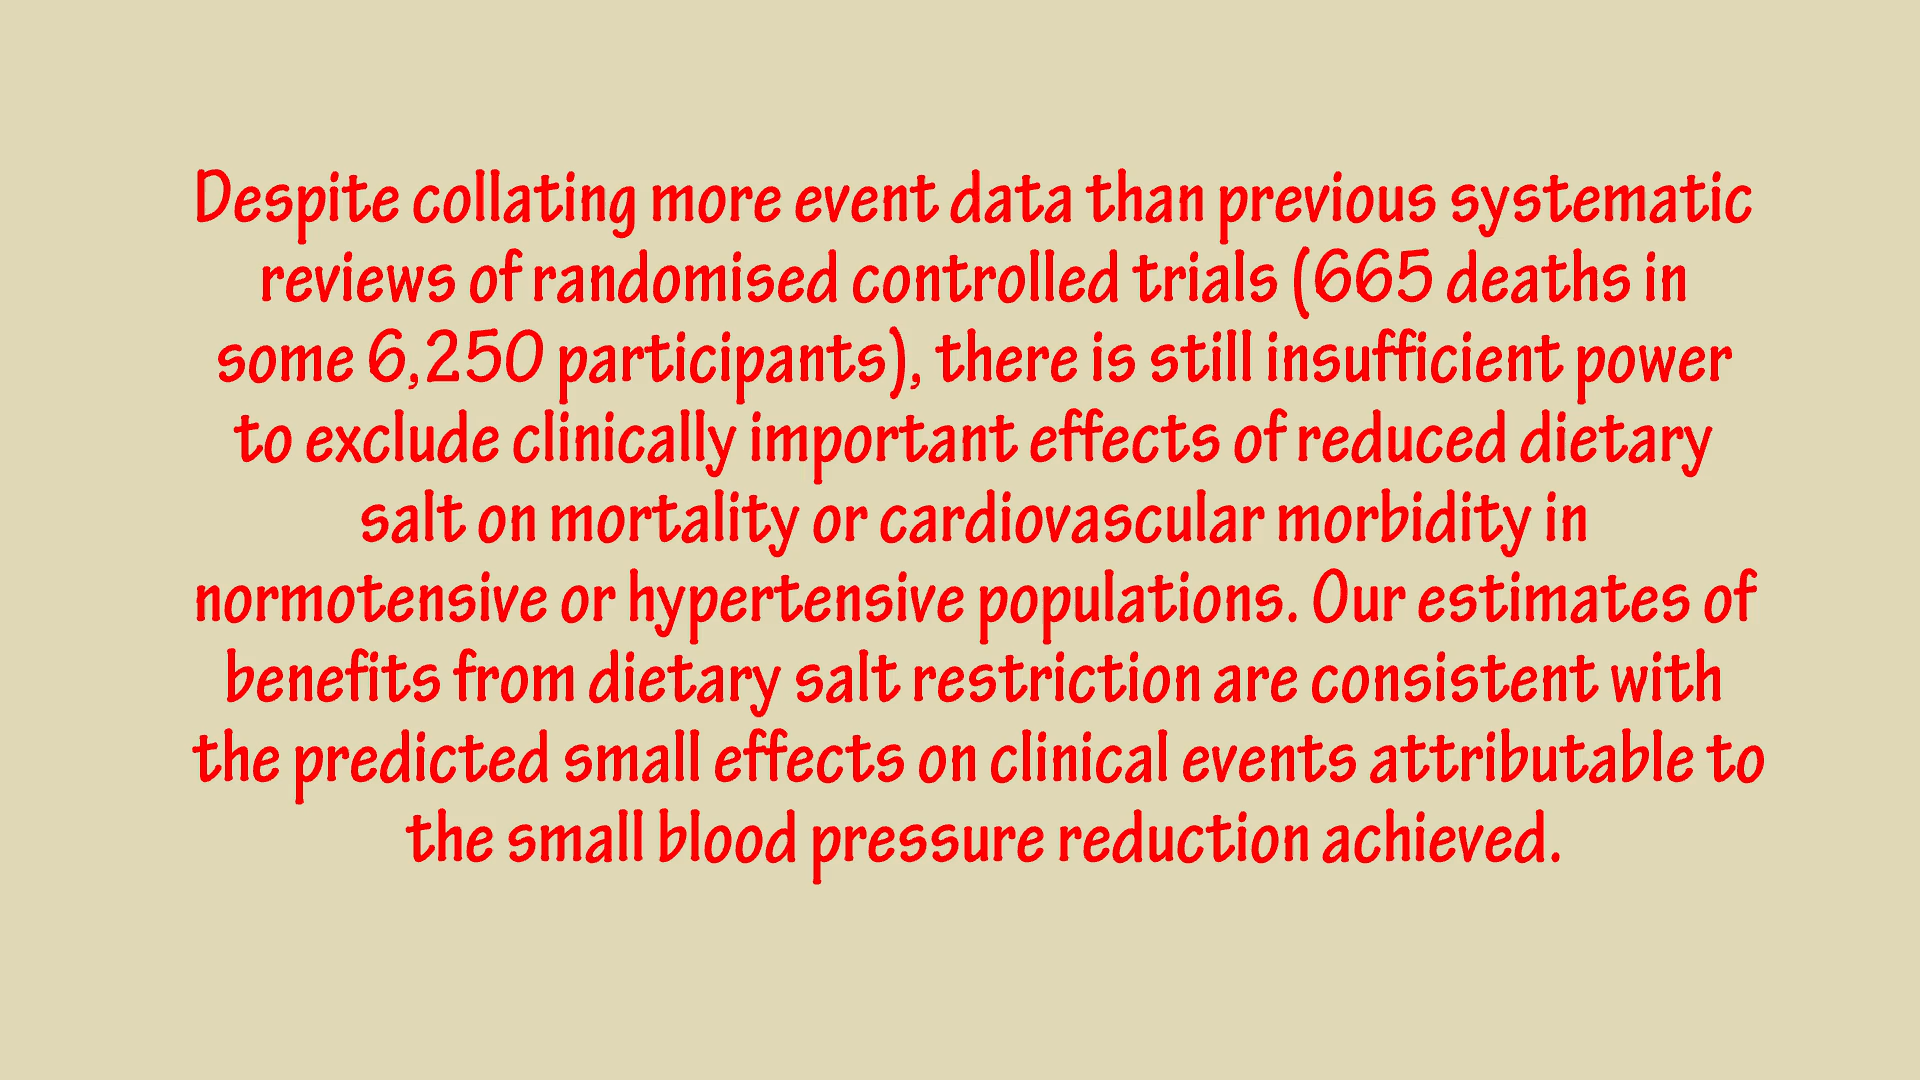 Despite collating more event data than previous systematic
reviews of randomised controlled trials (665 deaths in
some 6,250 participants), there is still insufficient power
to exclude clinically important effects of reduced dietary
salt on mortality or cardiovascular morbidity in
normotensive or hypertensive populations. Our estimates of
benefits from dietary salt restriction are consistent with
the predicted small effects on clinical events attributable to
the small blood pressure reduction achieved.